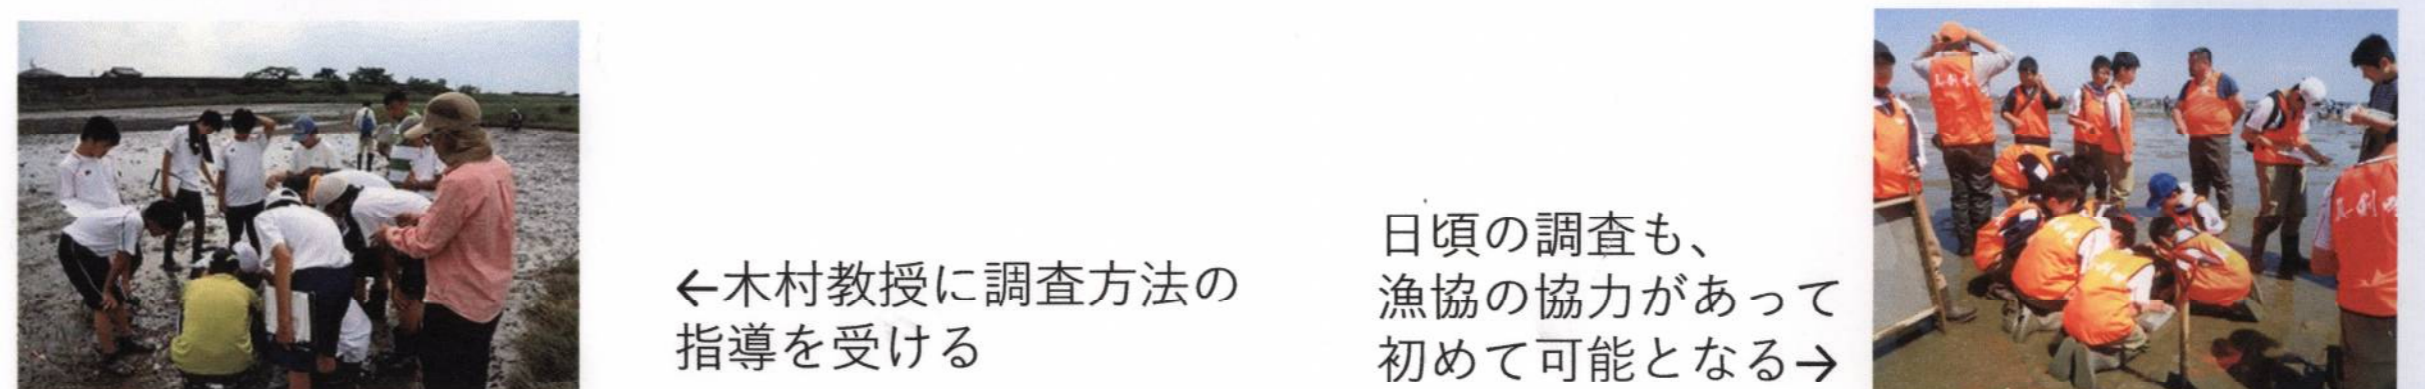 ←木村教授に調査方法の
指導を受ける
日頃の調査も、
漁協の協力があって
初めて可能となる→